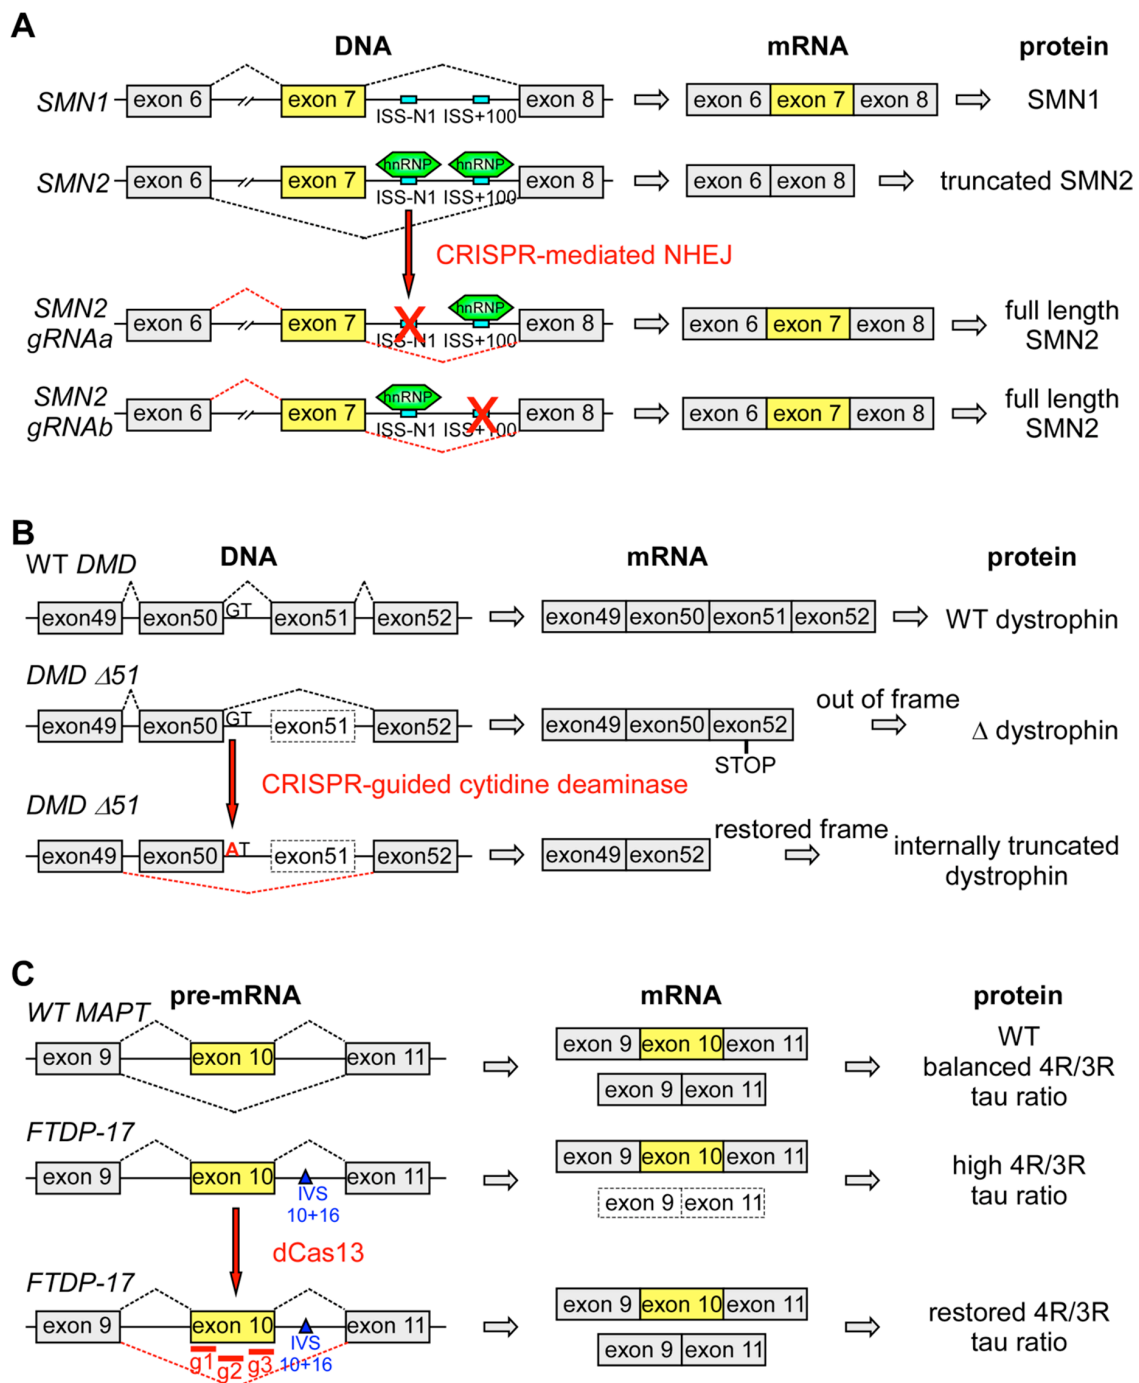 A
DNA mRNA protein
SMN1 exon 6 exon 7 ISS-N1 ISS+100 exon 8 exon 6 exon 7 exon 8 SMN1
SMN2 exon 6 exon 7 hnRNP hnRNP ISS-N1 ISS+100 exon 8 exon 6 exon 8 truncated SMN2
CRISPR-mediated NHEJ
SMN2
gRNAa
exon 6 exon 7 X hnRNP ISS-N1 ISS+100 exon 8 exon 6 exon 7 exon 8
full length
SMN2
SMN2
gRNAb
exon 6 exon 7 hnRNP X ISS-N1 ISS+100 exon 8 exon 6 exon 7 exon 8
full length
SMN2
B
DNA mRNA protein
WT DMD
exon49 exon50 GT exon51 exon52 exon49 exon50 exon51 exon52 WT dystrophin
DMD Δ51
exon49 exon50 GT exon51 exon52 exon49 exon50 exon52 out of frame Δ dystrophin
STOP
CRISPR-guided cytidine deaminase
DMD Δ51
exon49 exon50 AT exon51 exon52 exon49 exon52 restored frame
internally truncated
dystrophin
C
pre-mRNA mRNA protein
WT MAPT
exon 9 exon 10 exon 11 exon 9 exon 10 exon 11
exon 9 exon 11
WT
balanced 4R/3R
tau ratio
FTDP-17
exon 9 exon 10 exon 11 exon 9 exon 10 exon 11
IVS
10+16
exon 9 exon 11
high 4R/3R
tau ratio
dCas13
FTDP-17
exon 9 exon 10 exon 11 exon 9 exon 10 exon 11
g1 g2 g3
IVS
10+16
exon 9 exon 11
restored 4R/3R
tau ratio